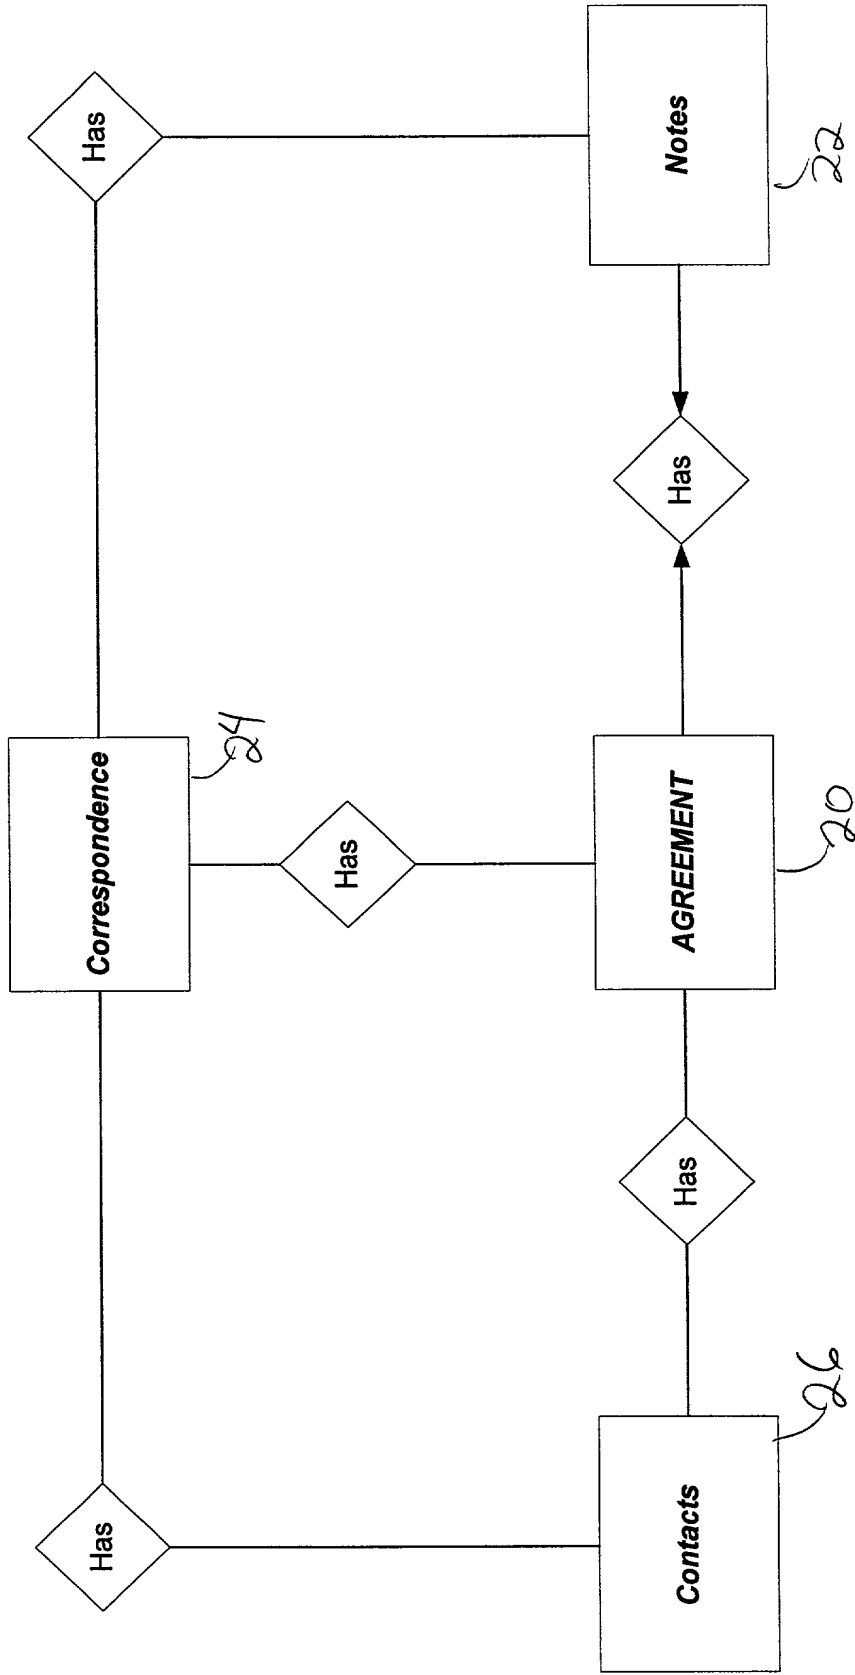 Has
Correspondence
Has
24
Has
Contacts
Has
AGREEMENT
Has
Notes
26
20
22